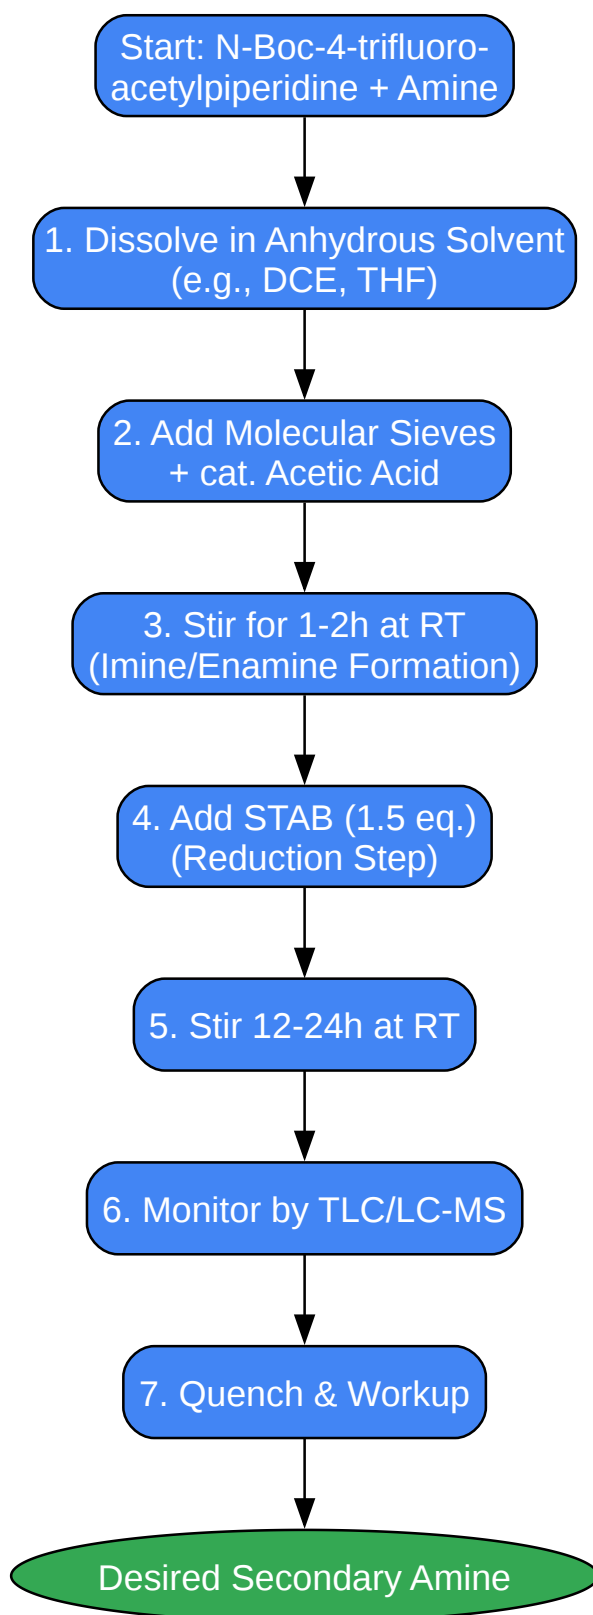 Start: N-Boc-4-trifluoro-
acetylpiperidine + Amine
1. Dissolve in Anhydrous Solvent
(e.g., DCE, THF)
2. Add Molecular Sieves
+ cat. Acetic Acid
3. Stir for 1-2h at RT
(Imine/Enamine Formation)
4. Add STAB (1.5 eq.)
(Reduction Step)
5. Stir 12-24h at RT
6. Monitor by TLC/LC-MS
7. Quench & Workup
Desired Secondary Amine